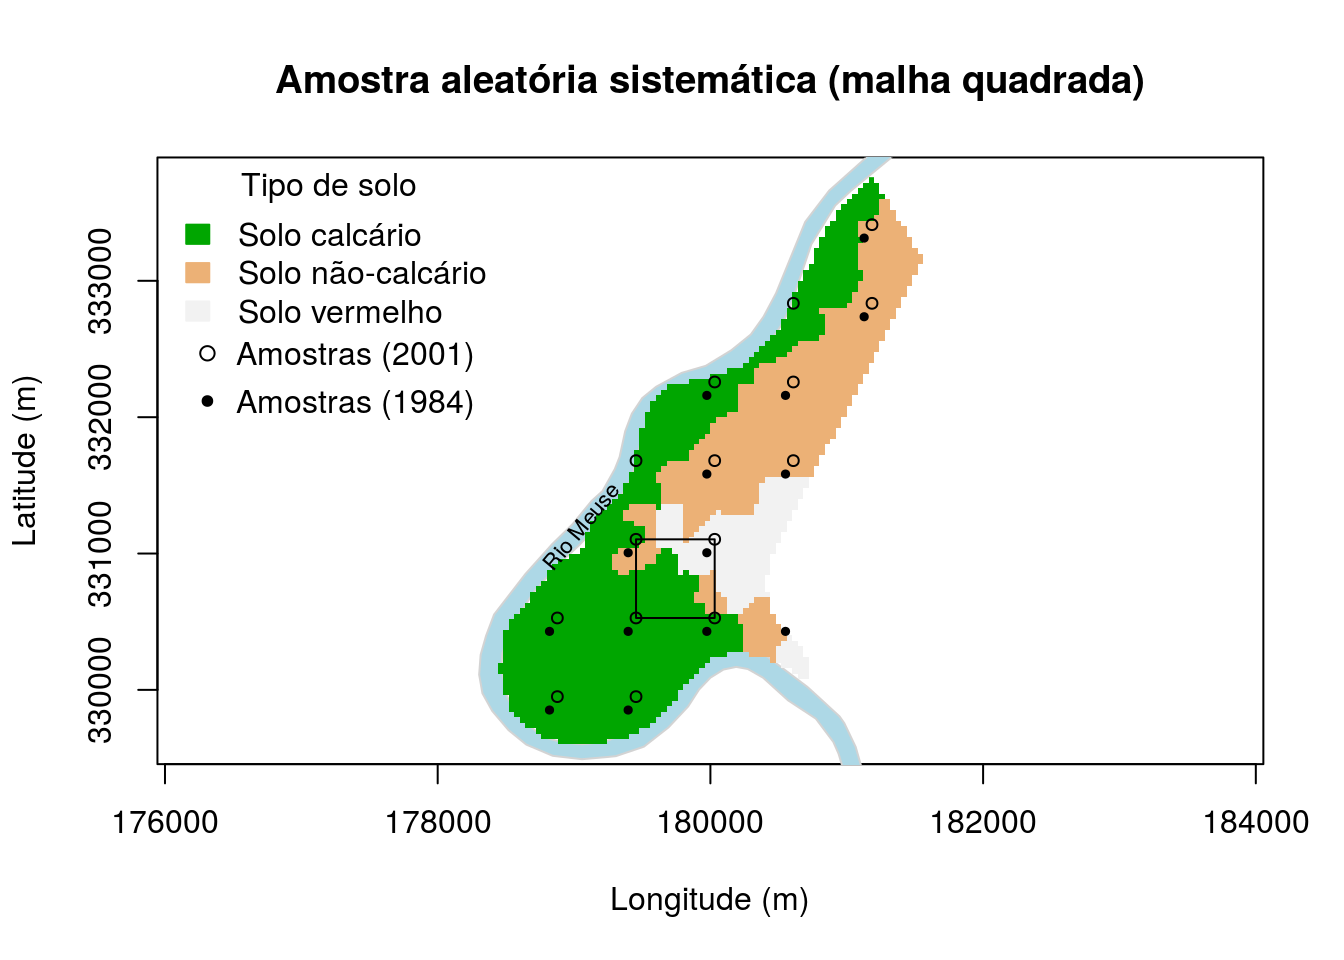 Amostra aleatória sistemática (malha quadrada)
Tipo de solo
Solo calcário
Solo não-calcário
Solo vermelho
Amostras (2001)
Amostras (1984)
Rio Meuse
Latitude (m)
333000
332000
331000
330000
176000 178000 180000 182000 184000
Longitude (m)